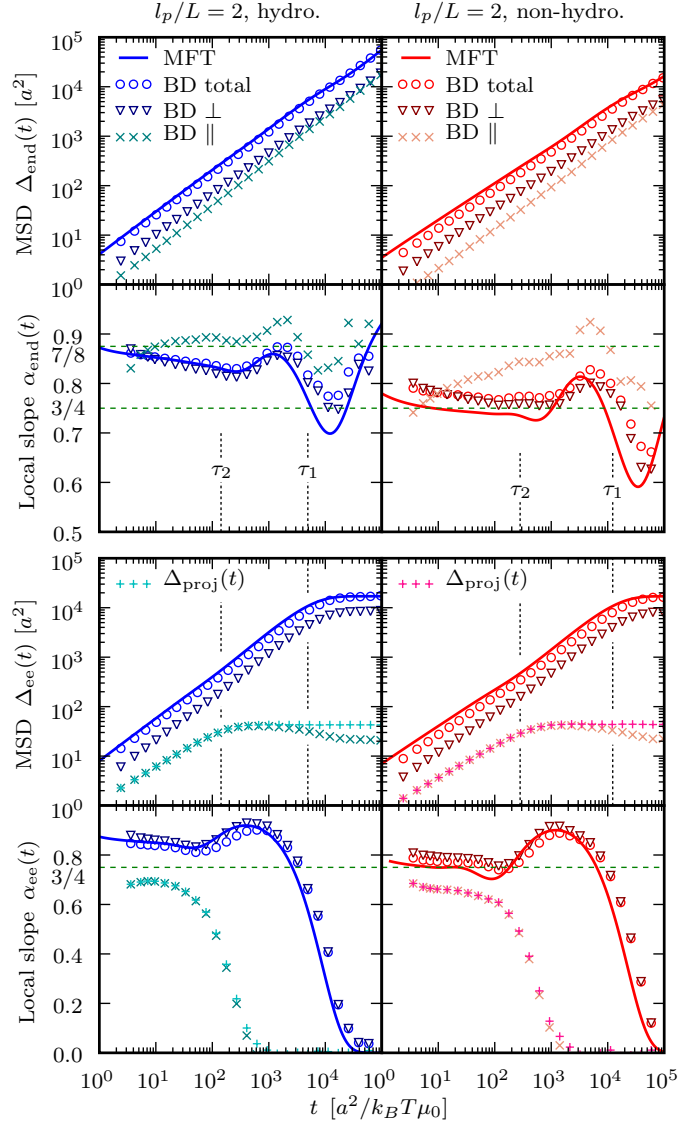 l_p/L = 2, hydro.
l_p/L = 2, non-hydro.
MSD Δ_end(t) [a²]
10⁵
10⁴
10³
10²
10¹
10⁰
MFT
BD total
BD ⊥
BD ∥
MFT
BD total
BD ⊥
BD ∥
Local slope α_end(t)
1.0
0.9
7/8
0.8
3/4
0.7
0.6
0.5
τ₂
τ₁
τ₂
τ₁
MSD Δ_ee(t) [a²]
10⁵
10⁴
10³
10²
10¹
10⁰
Δ_proj(t)
Δ_proj(t)
Local slope α_ee(t)
1.0
0.8
3/4
0.6
0.4
0.2
0.0
10⁰ 10¹ 10² 10³ 10⁴ 10⁰ 10¹ 10² 10³ 10⁴ 10⁵
t [a²/k_BTμ₀]